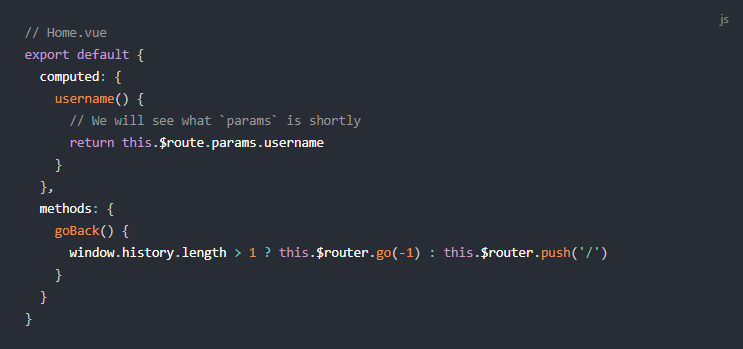 js
// Home.vue
export default {
  computed: {
    username() {
      // We will see what `params` is shortly
      return this.$route.params.username
    }
  },
  methods: {
    goBack() {
      window.history.length > 1 ? this.$router.go(-1) : this.$router.push('/')
    }
  }
}